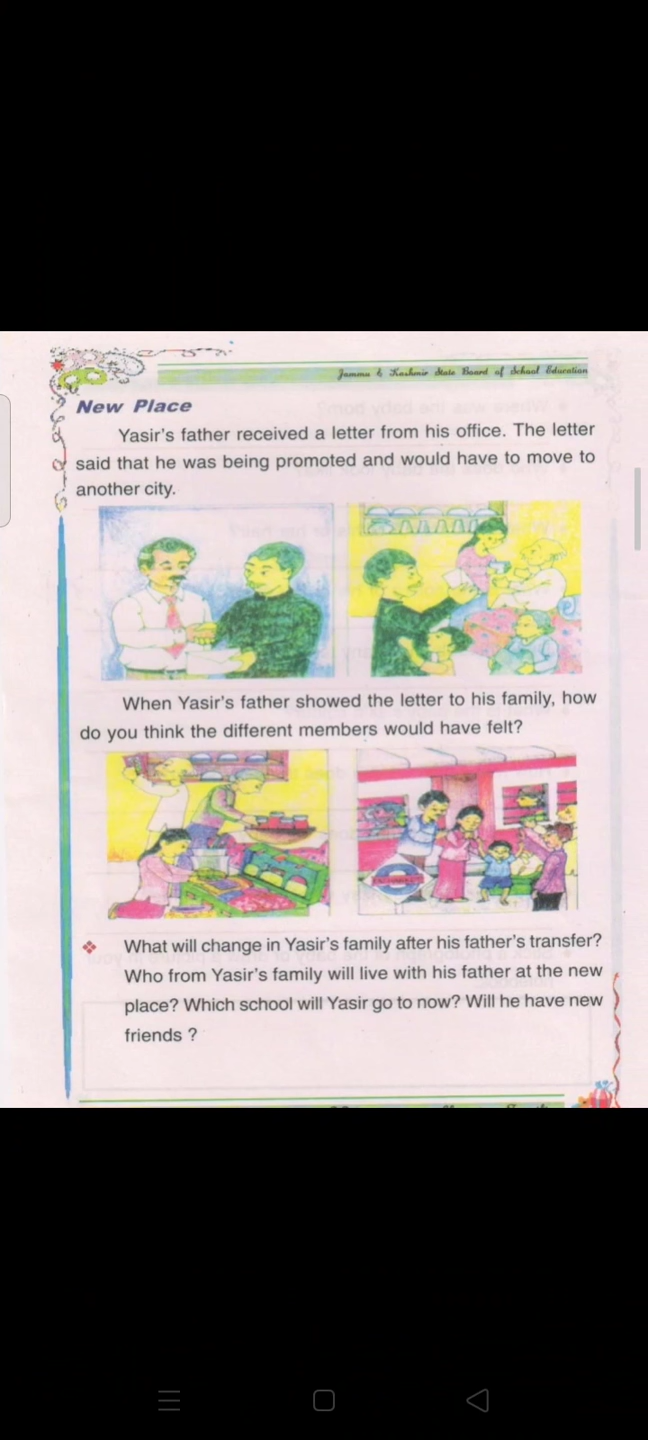 Jammu & Kashmir State Board of School Education
New Place
Yasir's father received a letter from his office. The letter
said that he was being promoted and would have to move to
another city.
When Yasir's father showed the letter to his family, how
do you think the different members would have felt?
What will change in Yasir's family after his father's transfer?
Who from Yasir's family will live with his father at the new
place? Which school will Yasir go to now? Will he have new
friends ?